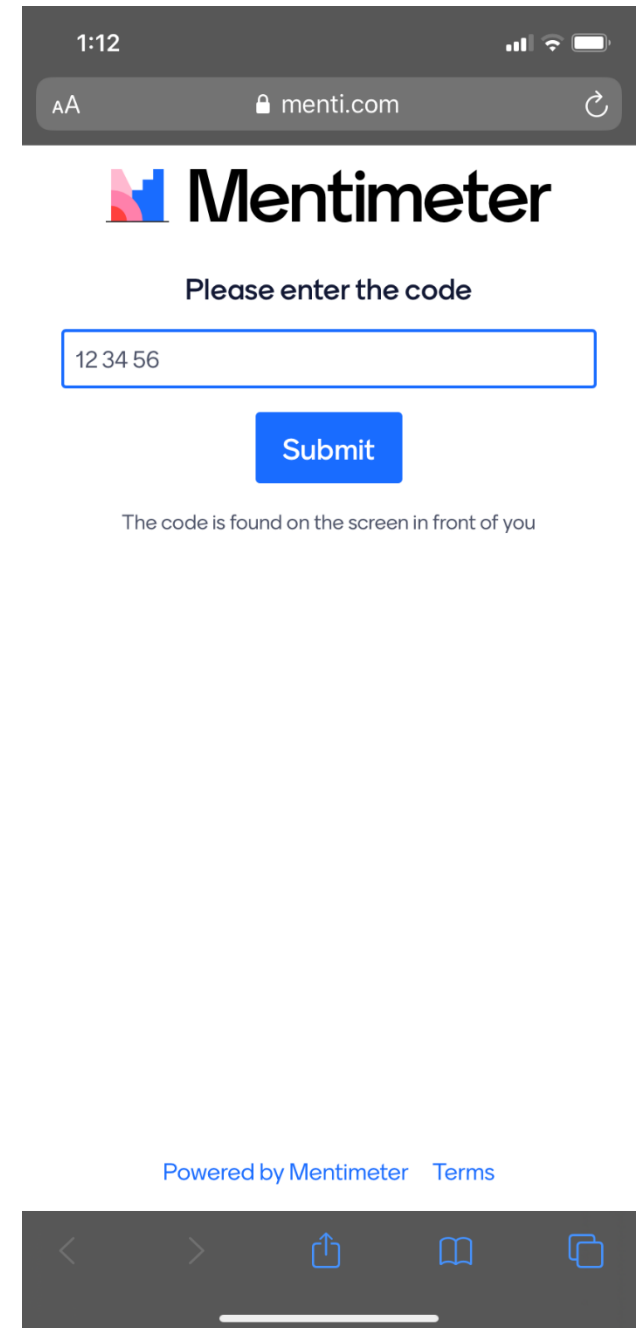 1:12
AA menti.com
Mentimeter
Please enter the code
12 34 56
Submit
The code is found on the screen in front of you
Powered by Mentimeter Terms